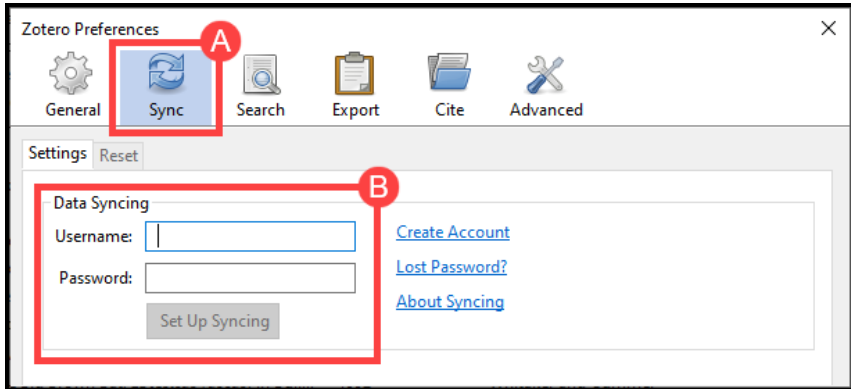 Zotero Preferences
A
General Sync Search Export Cite Advanced
Settings Reset
B
Data Syncing
Username:
Create Account
Password:
Lost Password?
Set Up Syncing
About Syncing